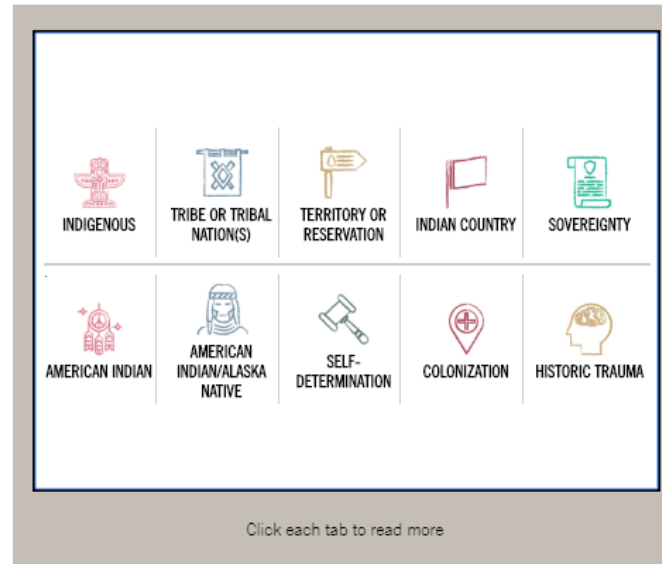 INDIGENOUS
TRIBE OR TRIBAL
NATION(S)
TERRITORY OR
RESERVATION
INDIAN COUNTRY
SOVEREIGNTY
AMERICAN INDIAN
AMERICAN
INDIAN/ALASKA
NATIVE
SELF-
DETERMINATION
COLONIZATION
HISTORIC TRAUMA
Click each tab to read more